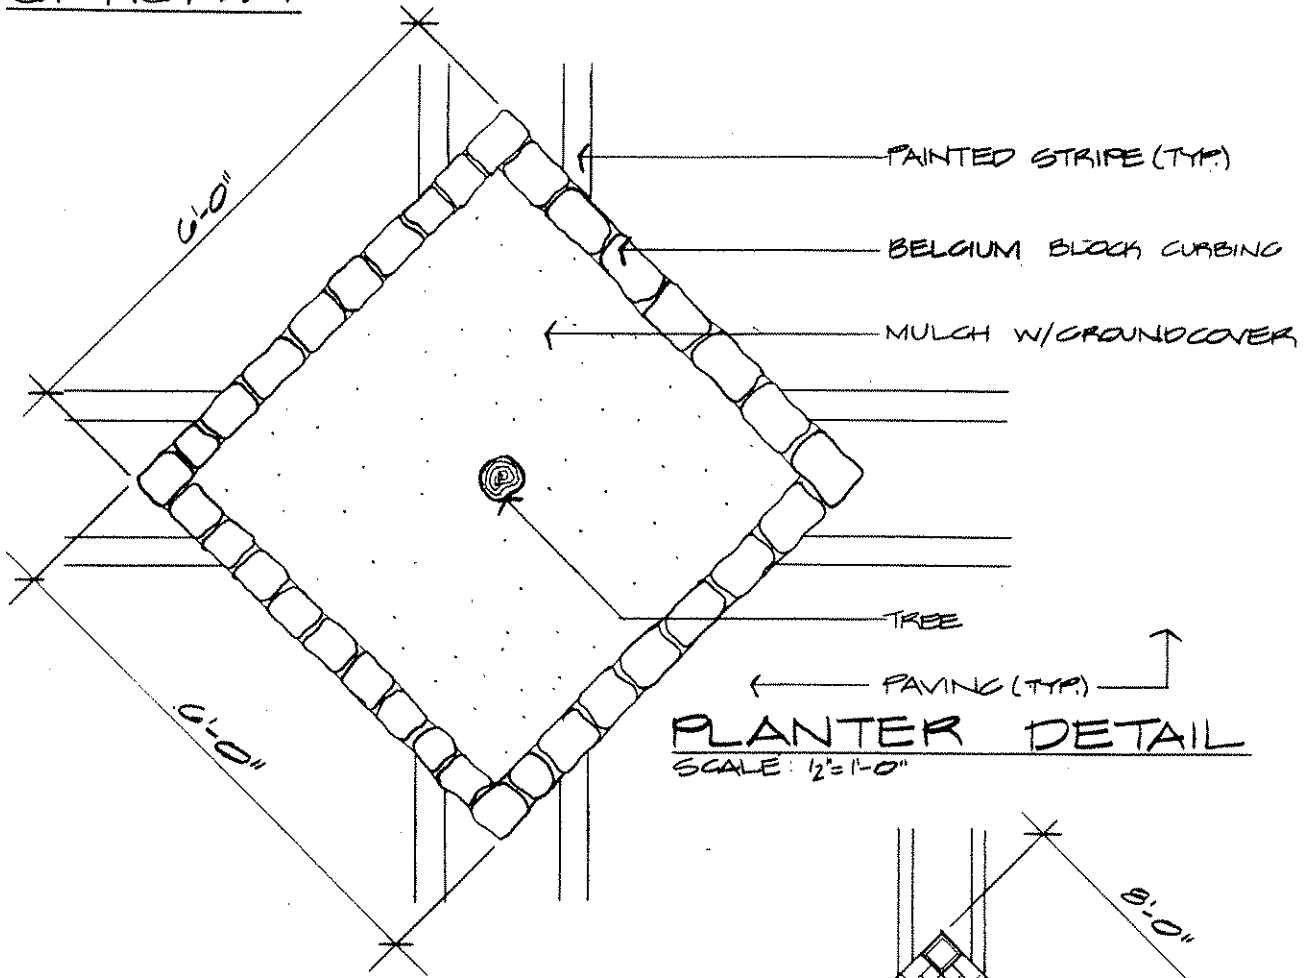 6'-0"
PAINTED STRIPE (TYP.)
BELGIUM BLOCK CURBING
MULCH W/GROUNDCOVER
TREE
PAVING (TYP.)
6'-0"
PLANTER DETAIL
SCALE: 1/2"=1'-0"
8'-0"